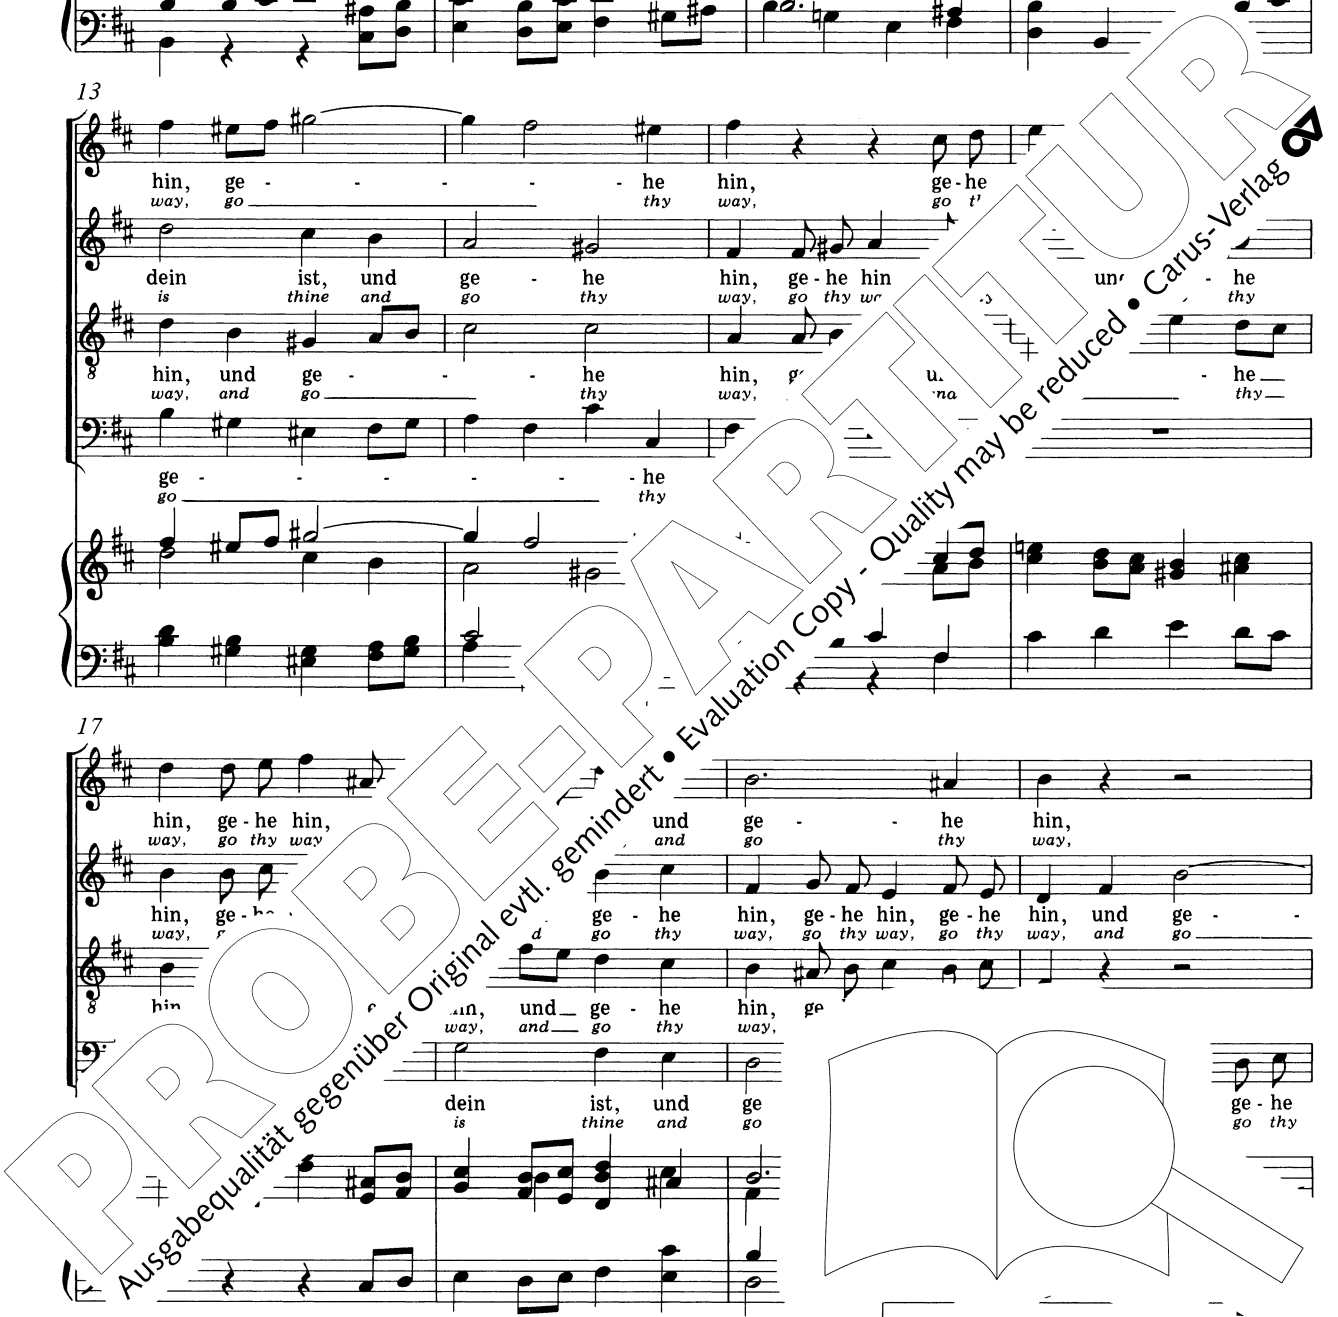 13
hin, ge - - - - - he hin, ge - he
way, go thy way, go
dein ist, und ge - he hin, ge - he hin - he
is thine and go thy way, go thy thy
hin, und ge - - - he hin, - he
way, and go thy way, thy
ge - - - - - - he
go thy
17
hin, ge - he hin, und ge - - he hin,
way, go thy way and go thy way,
hin, ge - ge - he hin, ge - he hin, ge - he hin, und ge - -
way, go thy way, go thy way, go thy way, and go
und ge - he hin, ge
way, and go thy way,
dein ist, und ge ge - he
is thine and go go thy
PROBE-PARTITUR
Ausgabequalität gegenüber Original evtl. gemindert • Evaluation Copy - Quality may be reduced • Carus-Verlag